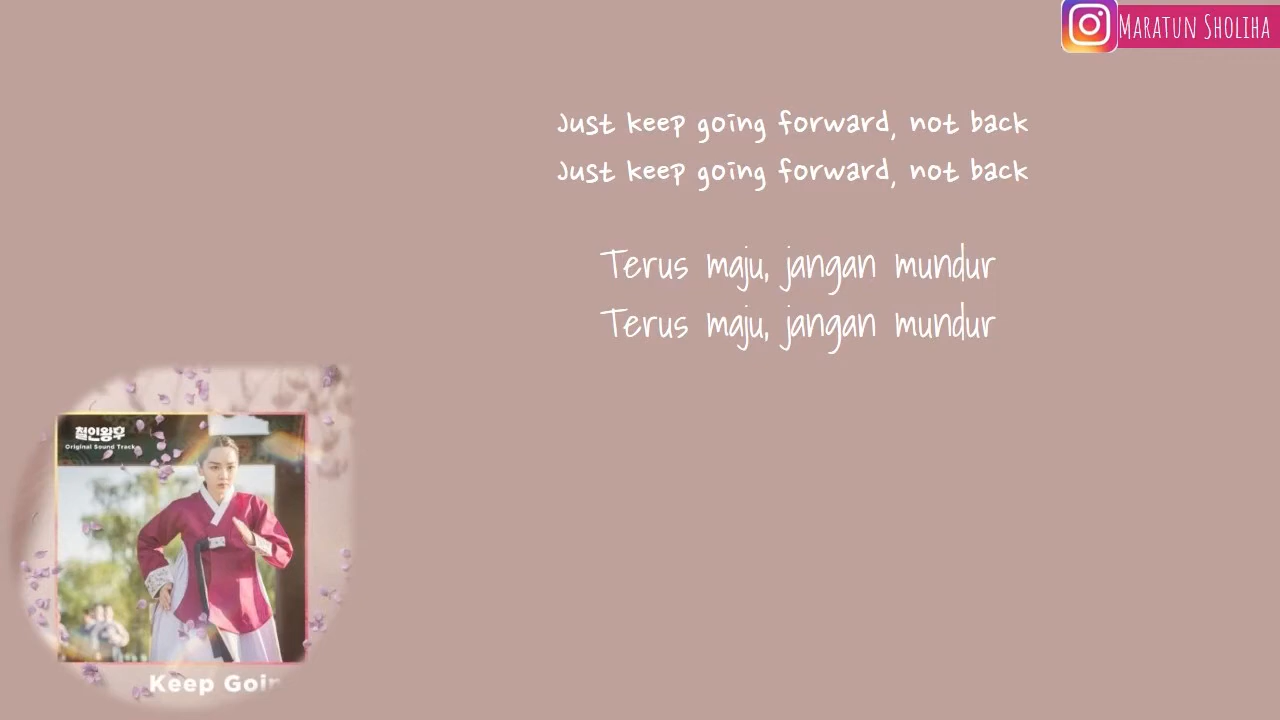 Maratun Sholiha
Just keep going forward, not back
Just keep going forward, not back
Terus maju, jangan mundur
Terus maju, jangan mundur
철인왕후
Original Sound Track
Keep Goin